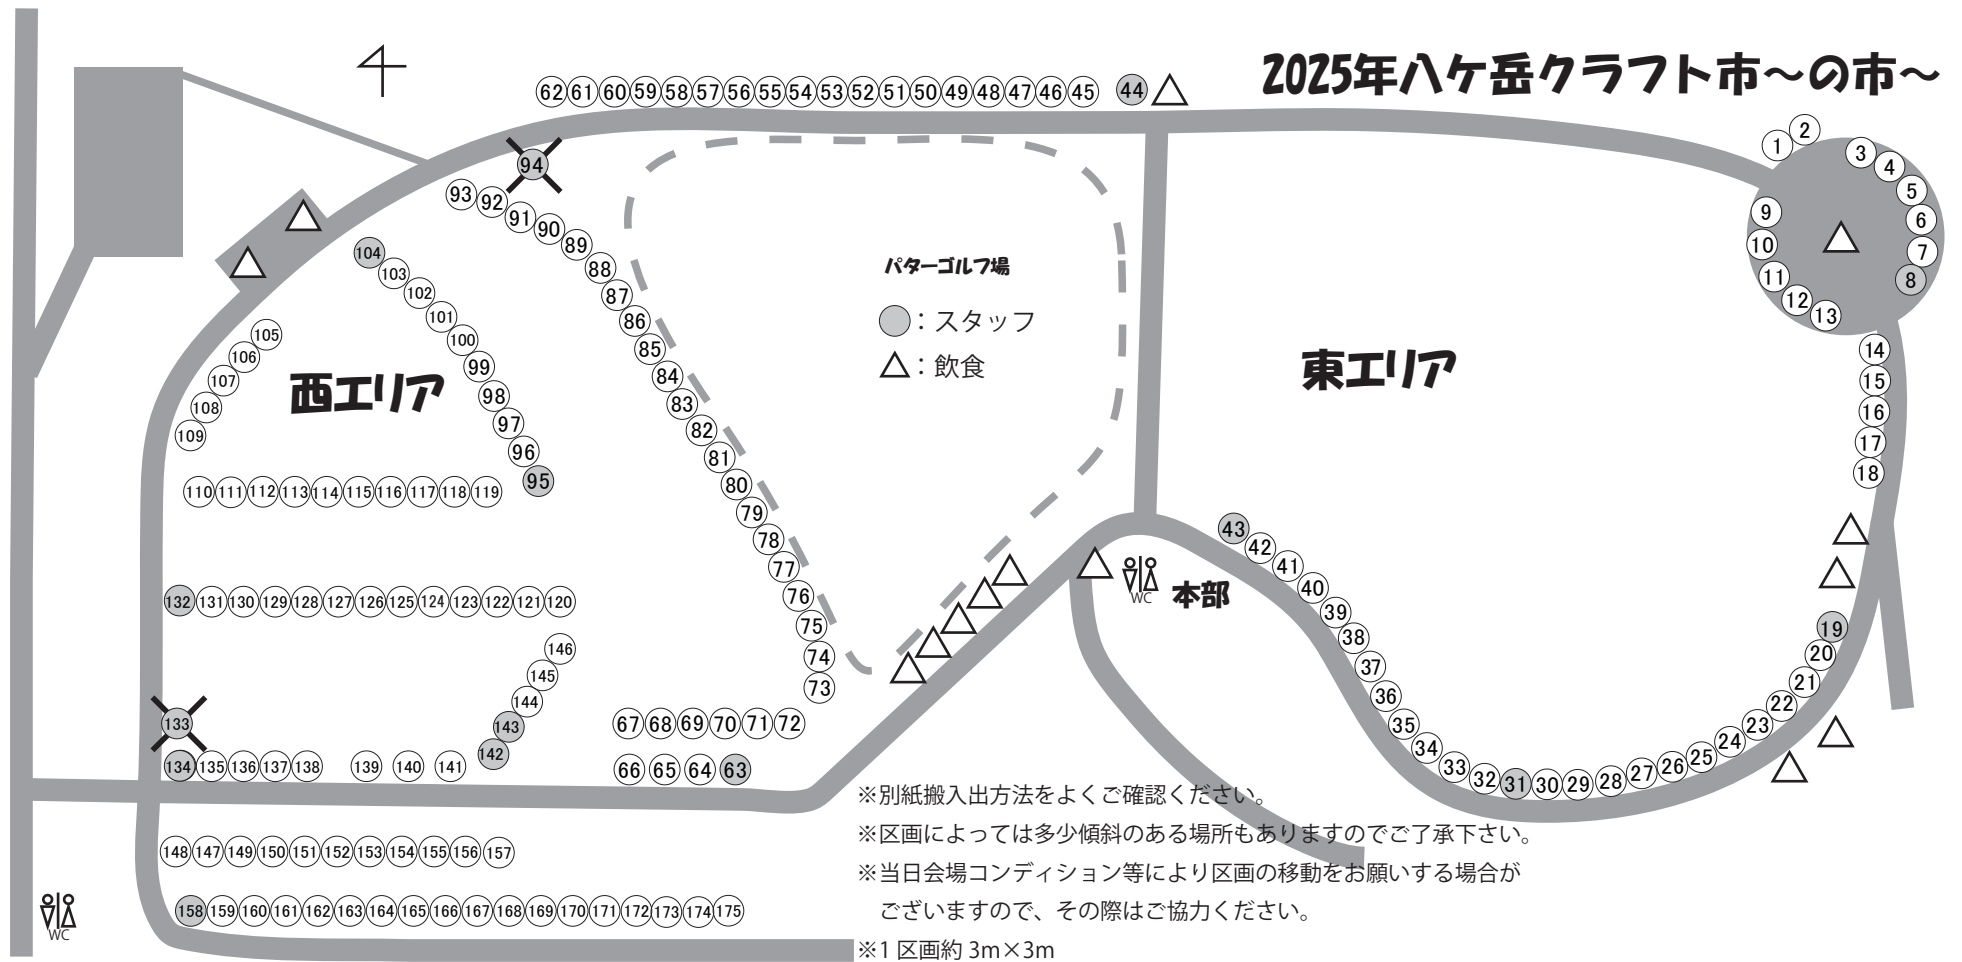 2025年八ケ岳クラフト市～の市～
62 61 60 59 58 57 56 55 54 53 52 51 50 49 48 47 46 45 44
1 2 3 4 5 6 7 8
9 10 11 12 13
14 15 16 17 18
94
93 92 91 90 89 88 87 86 85 84 83 82 81 80 79 78 77 76 75 74 73
104 103 102 101 100 99 98 97 96 95
105 106 107 108 109
西エリア
パターゴルフ場
：スタッフ
：飲食
東エリア
110 111 112 113 114 115 116 117 118 119
132 131 130 129 128 127 126 125 124 123 122 121 120
146 145 144 143 142
133
134 135 136 137 138 139 140 141
67 68 69 70 71 72
66 65 64 63
WC
本部
43 42 41 40 39 38 37 36 35 34 33 32 31 30 29 28 27 26 25 24 23 22 21 20 19
148 147 149 150 151 152 153 154 155 156 157
158 159 160 161 162 163 164 165 166 167 168 169 170 171 172 173 174 175
WC
※別紙搬入出方法をよくご確認ください。
※区画によっては多少傾斜のある場所もありますのでご了承下さい。
※当日会場コンディション等により区画の移動をお願いする場合が
ございますので、その際はご協力ください。
※1 区画約 3m×3m